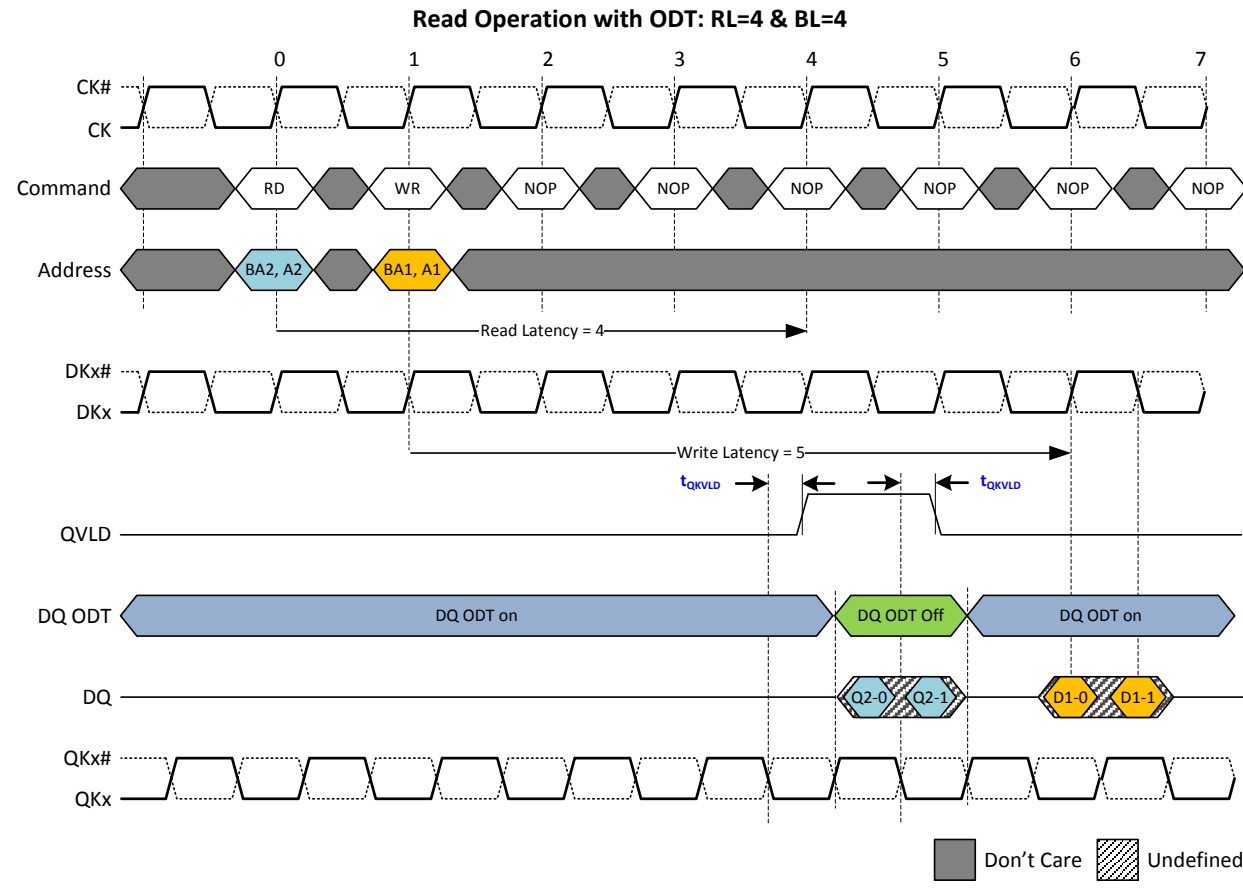 Read Operation with ODT: RL=4 & BL=4
0 1 2 3 4 5 6 7
CK#
CK
Command RD WR NOP NOP NOP NOP NOP NOP
Address BA2, A2 BA1, A1
Read Latency = 4
DKx#
DKx
Write Latency = 5
tQKVLD tQKVLD
QVLD
DQ ODT DQ ODT on DQ ODT Off DQ ODT on
DQ Q2-0 Q2-1 D1-0 D1-1
QKx#
QKx
Don't Care Undefined